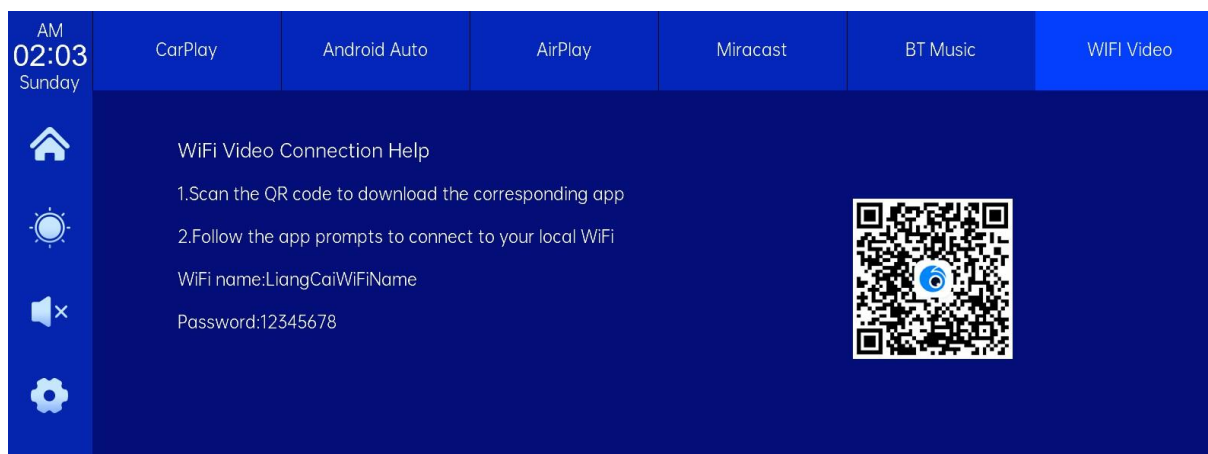 AM
02:03
Sunday
CarPlay
Android Auto
AirPlay
Miracast
BT Music
WIFI Video
WiFi Video Connection Help
1.Scan the QR code to download the corresponding app
2.Follow the app prompts to connect to your local WiFi
WiFi name:LiangCaiWiFiName
Password:12345678